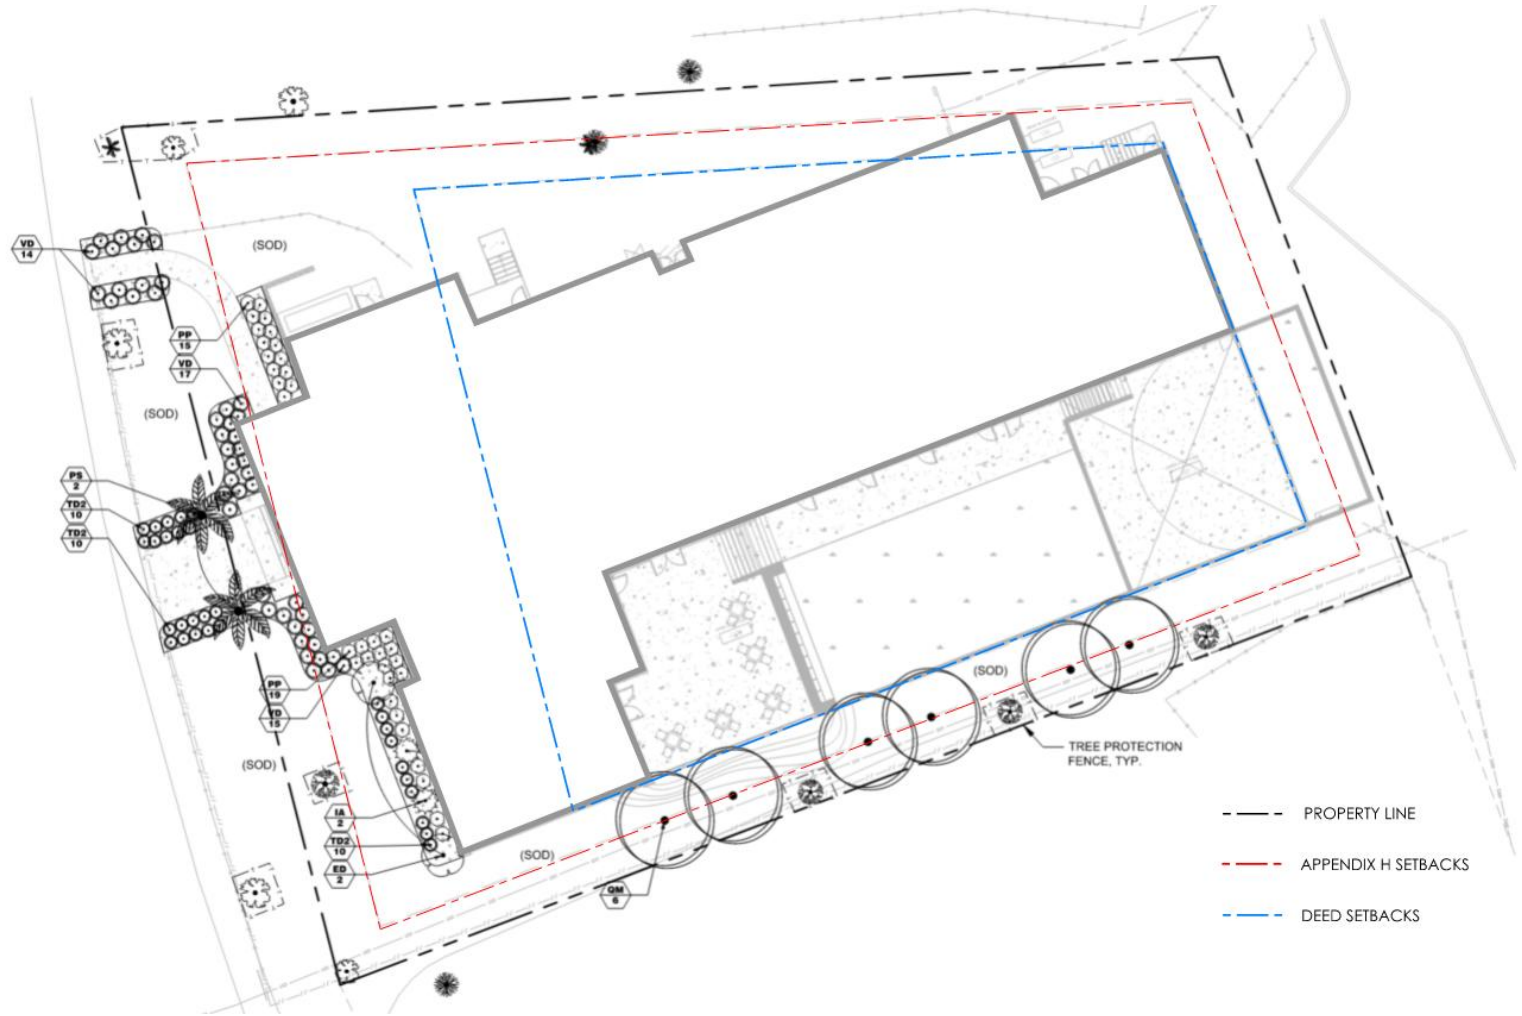 (SOD)
VD
14
PP
15
VD
17
(SOD)
PS
2
TD2
10
TD2
10
PP
19
VD
15
(SOD)
(SOD)
TREE PROTECTION
FENCE, TYP.
IA
2
TD2
10
ED
2
(SOD)
QM
6
PROPERTY LINE
APPENDIX H SETBACKS
DEED SETBACKS